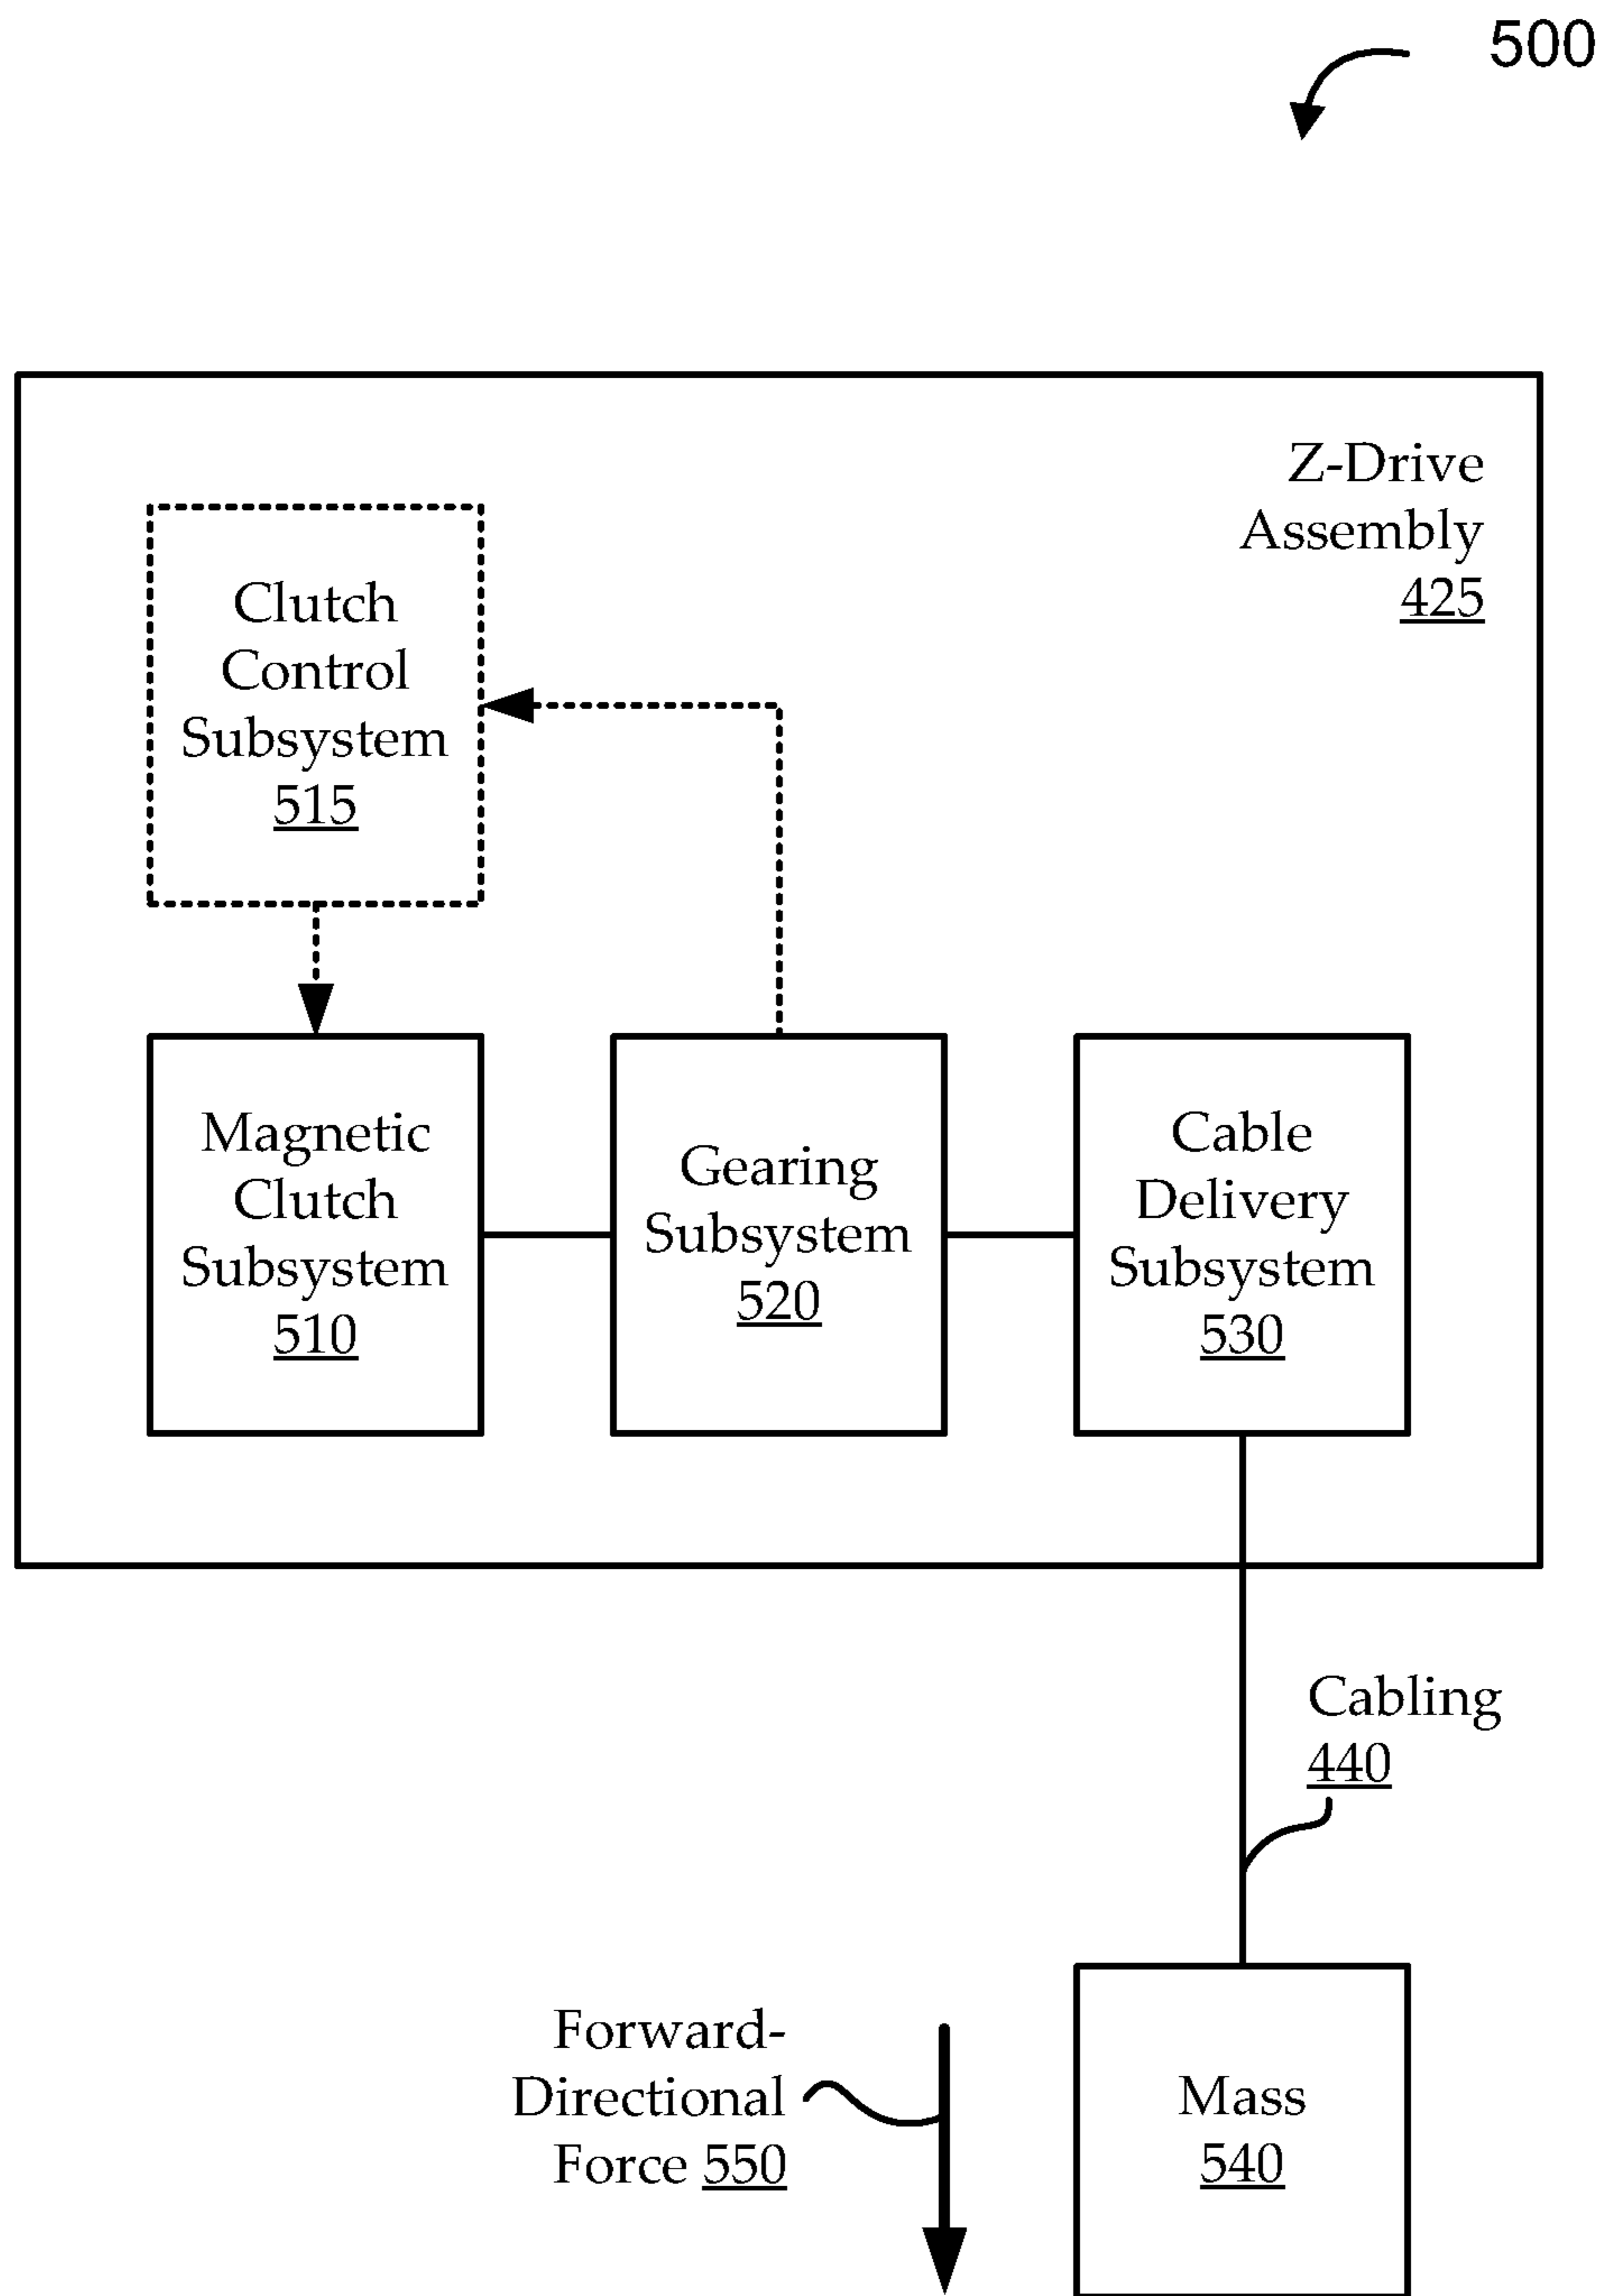 500
Z-Drive
Assembly
425
Clutch
Control
Subsystem
515
Magnetic
Clutch
Subsystem
510
Gearing
Subsystem
520
Cable
Delivery
Subsystem
530
Cabling
440
Forward-
Directional
Force 550
Mass
540